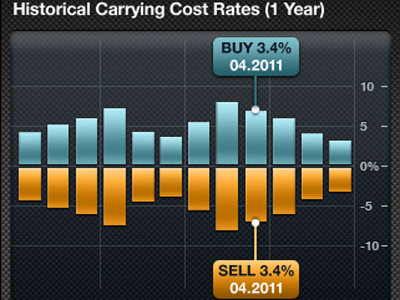 Historical Carrying Cost Rates (1 Year)
BUY 3.4%
04.2011
10
5
0%
-5
-10
SELL 3.4%
04.2011